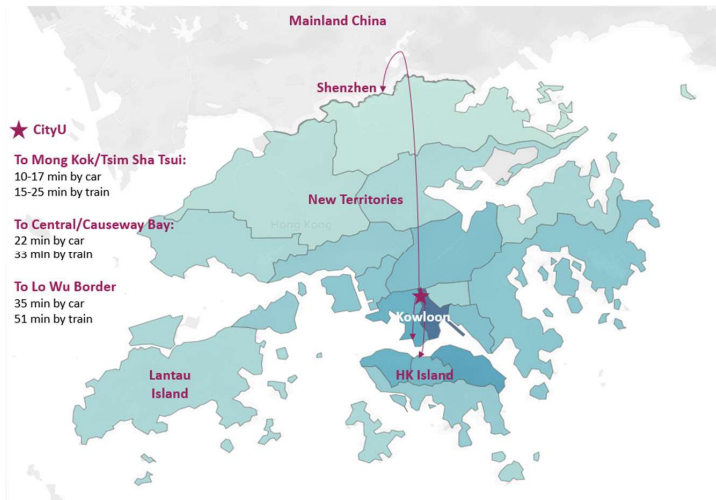 Mainland China
Shenzhen
CityU
To Mong Kok/Tsim Sha Tsui:
10-17 min by car
15-25 min by train
New Territories
Hong Kong
To Central/Causeway Bay:
22 min by car
33 min by train
To Lo Wu Border
35 min by car
51 min by train
Kowloon
Lantau
Island
HK Island